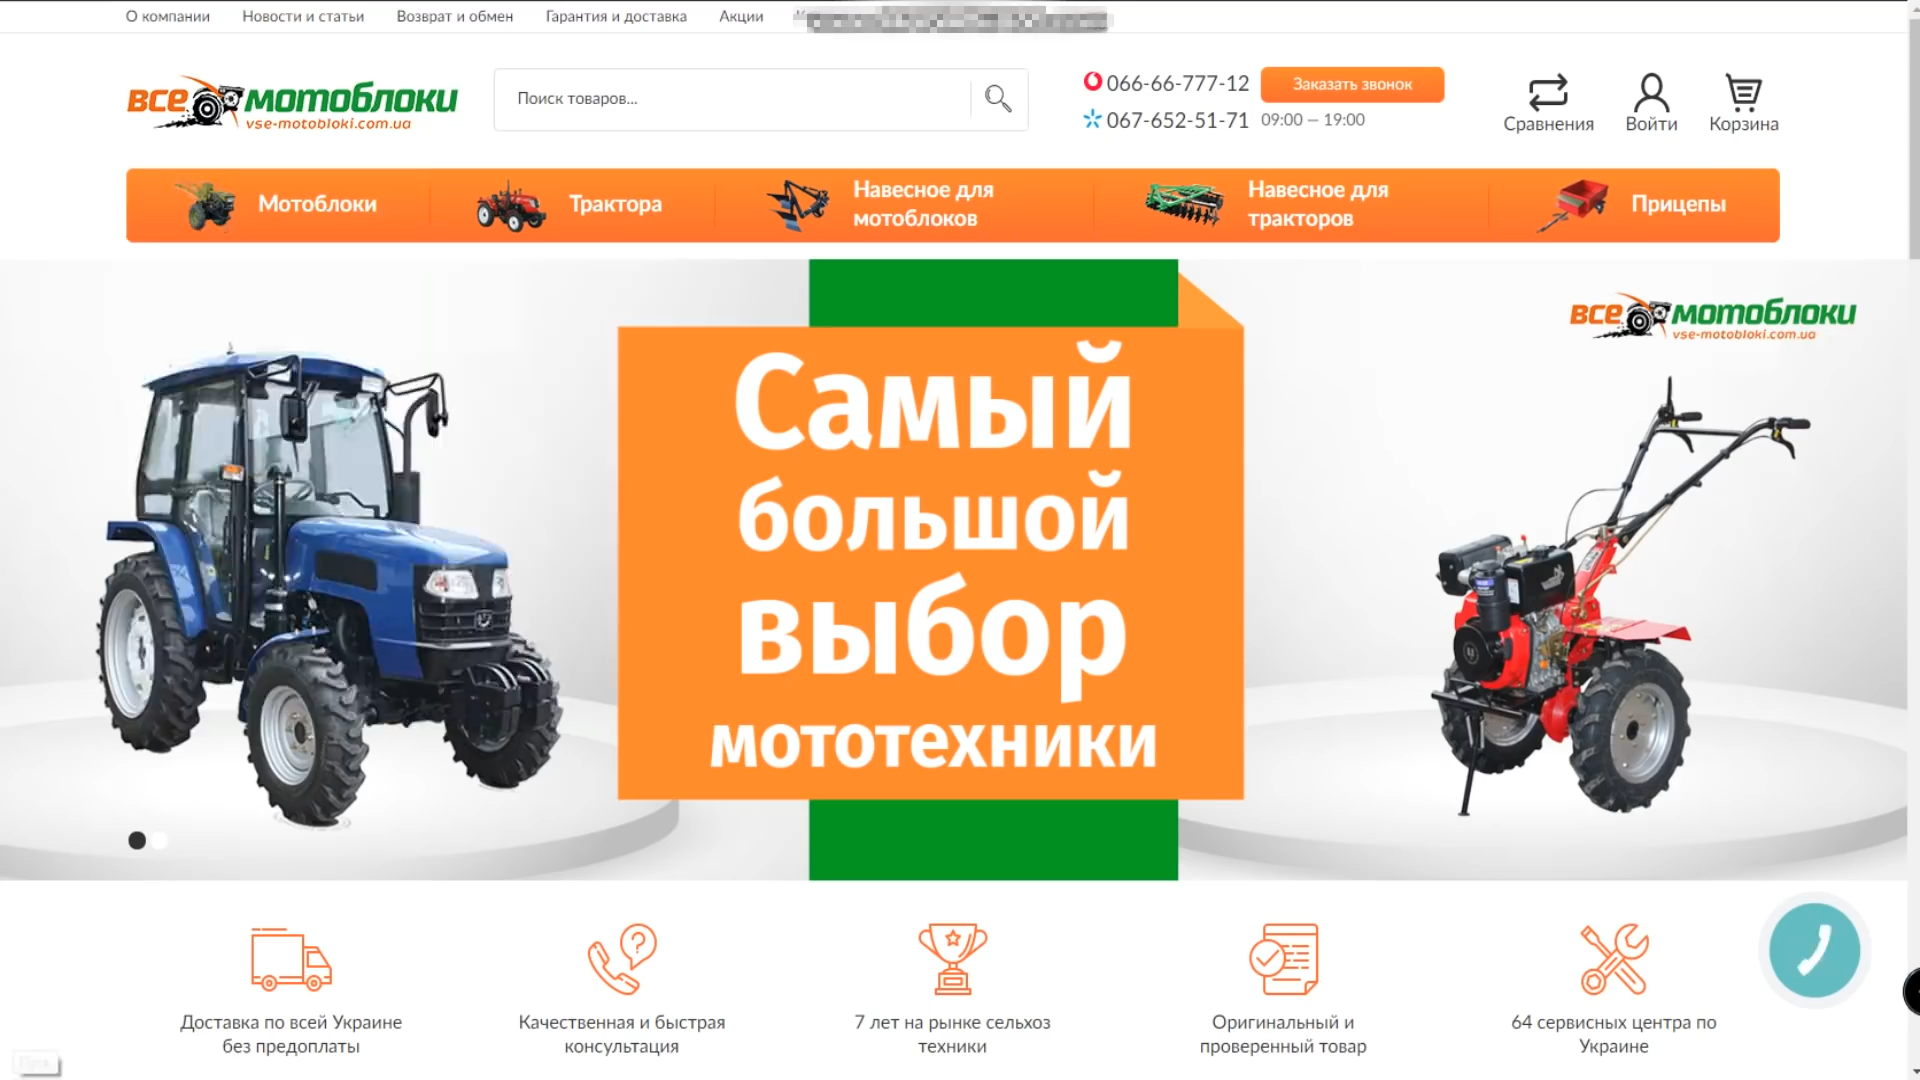 О компании
Новости и статьи
Возврат и обмен
Гарантия и доставка
Акции
ВСЕ МОТОБЛОКИ
vse-motobloki.com.ua
Поиск товаров...
066-66-777-12
Заказать звонок
067-652-51-71
09:00 — 19:00
Сравнения
Войти
Корзина
Мотоблоки
Трактора
Навесное для
мотоблоков
Навесное для
тракторов
Прицепы
ВСЕ МОТОБЛОКИ
vse-motobloki.com.ua
Самый
большой
выбор
мототехники
Доставка по всей Украине
без предоплаты
Качественная и быстрая
консультация
7 лет на рынке сельхоз
техники
Оригинальный и
проверенный товар
64 сервисных центра по
Украине